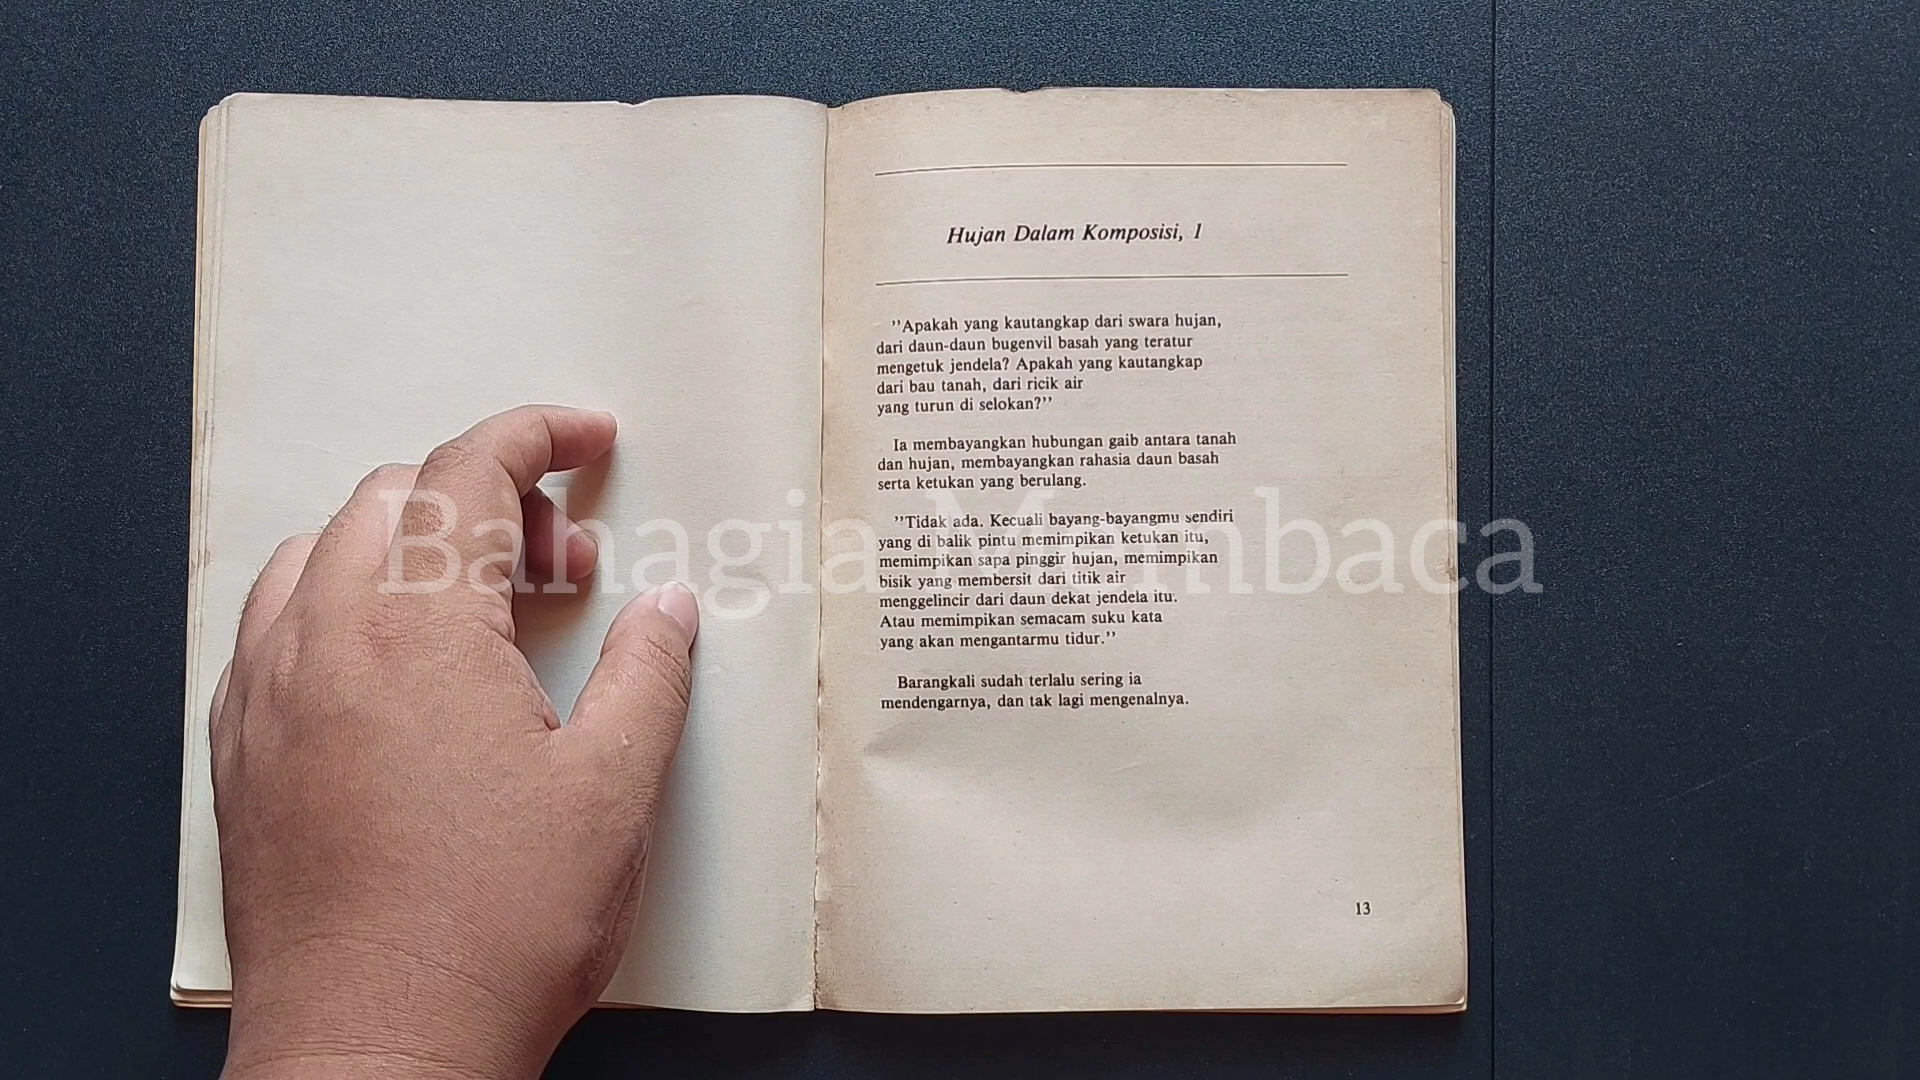 Hujan Dalam Komposisi, 1
’’Apakah yang kautangkap dari swara hujan,
dari daun-daun bugenvil basah yang teratur
mengetuk jendela? Apakah yang kautangkap
dari bau tanah, dari ricik air
yang turun di selokan?’’
Ia membayangkan hubungan gaib antara tanah
dan hujan, membayangkan rahasia daun basah
serta ketukan yang berulang.
’’Tidak ada. Kecuali bayang-bayangmu sendiri
yang di balik pintu memimpikan ketukan itu,
memimpikan sapa pinggir hujan, memimpikan
bisik yang membersit dari titik air
menggelincir dari daun dekat jendela itu.
Atau memimpikan semacam suku kata
yang akan mengantarmu tidur.’’
Barangkali sudah terlalu sering ia
mendengarnya, dan tak lagi mengenalnya.
13
Bahagia Membaca